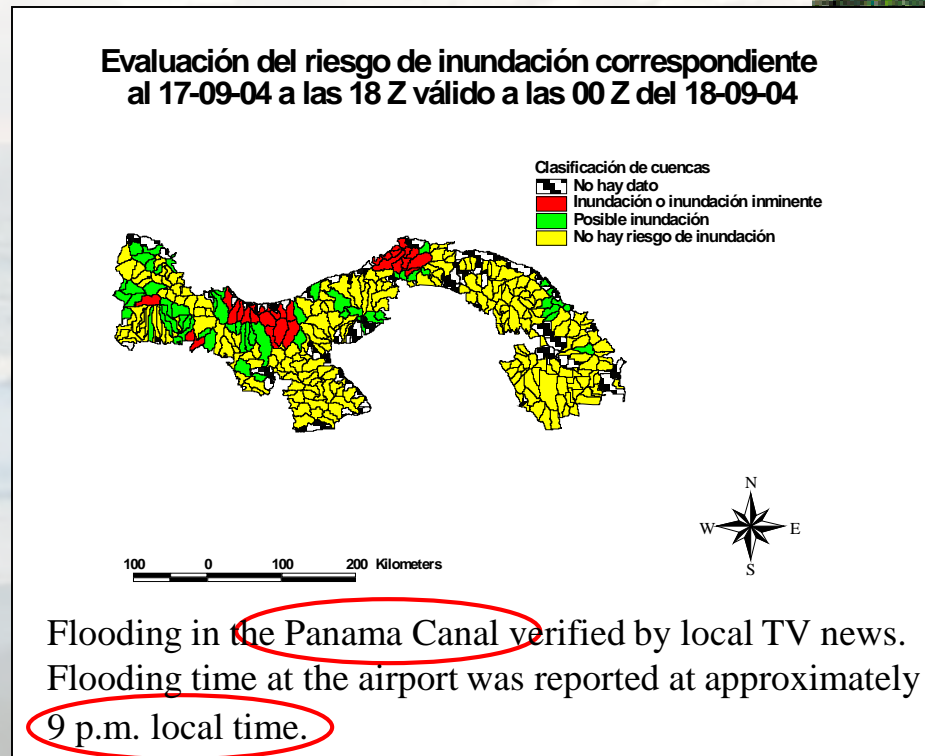 Evaluación del riesgo de inundación correspondiente
al 17-09-04 a las 18 Z válido a las 00 Z del 18-09-04
Clasificación de cuencas
No hay dato
Inundación o inundación inminente
Posible inundación
No hay riesgo de inundación
N
W E
S
100 0 100 200 Kilometers
Flooding in the Panama Canal verified by local TV news.
Flooding time at the airport was reported at approximately
9 p.m. local time.